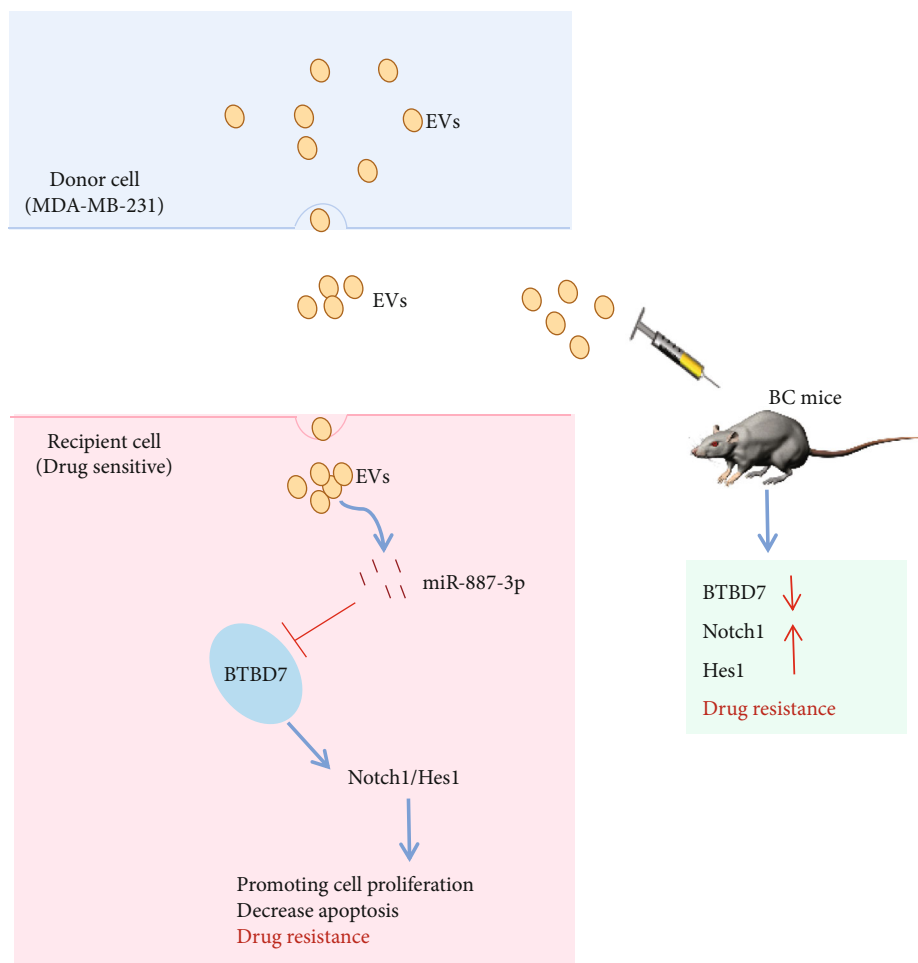 EVs
Donor cell
(MDA-MB-231)
EVs
BC mice
Recipient cell
(Drug sensitive)
EVs
miR-887-3p
BTBD7
Notch1/Hes1
Promoting cell proliferation
Decrease apoptosis
Drug resistance
BTBD7
Notch1
Hes1
Drug resistance